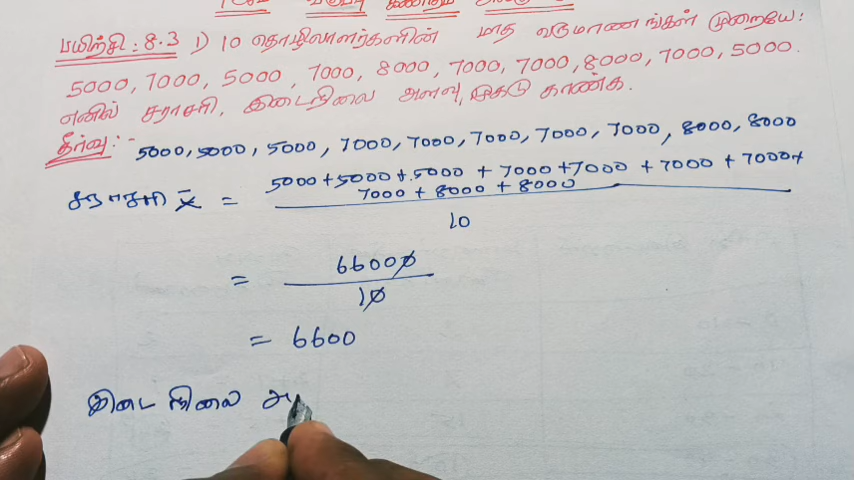 பயிற்சி : 8.3 1) 10 தொழிலாளர்களின் மாத வருமானங்கள் முறையே :
5000, 7000, 5000, 7000, 8000, 7000, 7000, 8000, 7000, 5000.
எனில் சராசரி, இடைநிலை அளவு, முகடு காண்க.
தீர்வு :-
5000, 5000, 5000, 7000, 7000, 7000, 7000, 7000, 8000, 8000
சராசரி x̄ = 5000 + 5000 + 5000 + 7000 + 7000 + 7000 + 7000 +
7000 + 8000 + 8000
10
= 66000
10
= 6600
இடைநிலை அ